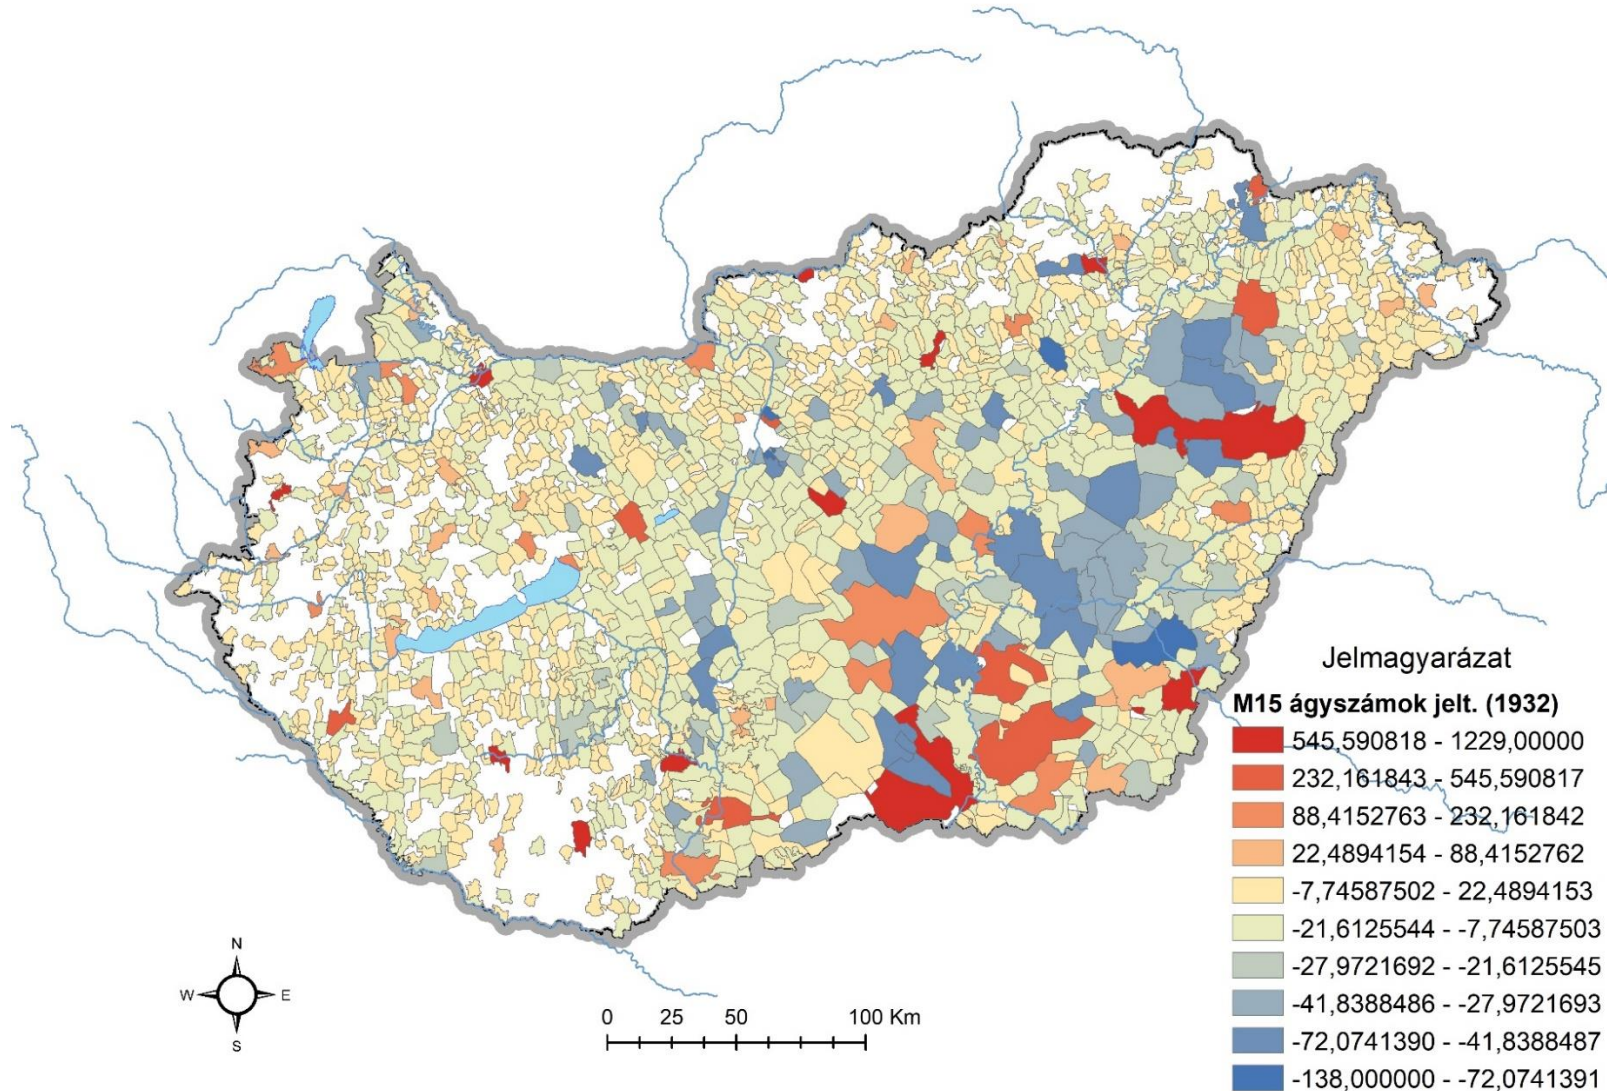 Jelmagyarázat
M15 ágyszámok jelt. (1932)
545,590818 - 1229,00000
232,161843 - 545,590817
88,4152763 - 232,161842
22,4894154 - 88,4152762
-7,74587502 - 22,4894153
-21,6125544 - -7,74587503
-27,9721692 - -21,6125545
-41,8388486 - -27,9721693
-72,0741390 - -41,8388487
-138,000000 - -72,0741391
N
W E
S
0 25 50 100 Km